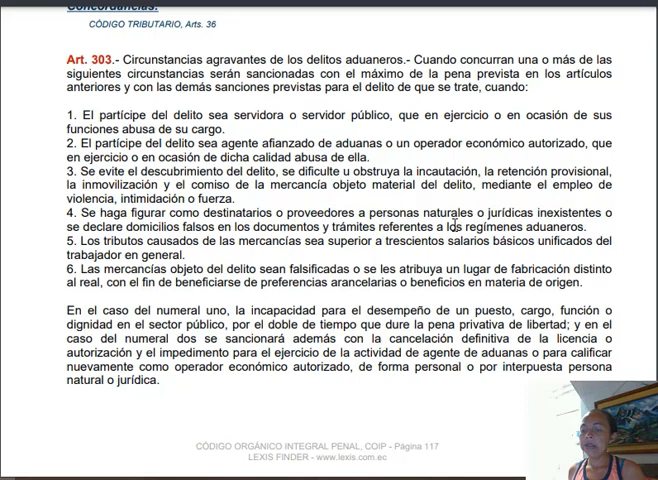 Concordancias:
CÓDIGO TRIBUTARIO, Arts. 36
Art. 303.- Circunstancias agravantes de los delitos aduaneros.- Cuando concurran una o más de las
siguientes circunstancias serán sancionadas con el máximo de la pena prevista en los artículos
anteriores y con las demás sanciones previstas para el delito de que se trate, cuando:
1. El partícipe del delito sea servidora o servidor público, que en ejercicio o en ocasión de sus
funciones abusa de su cargo.
2. El partícipe del delito sea agente afianzado de aduanas o un operador económico autorizado, que
en ejercicio o en ocasión de dicha calidad abusa de ella.
3. Se evite el descubrimiento del delito, se dificulte u obstruya la incautación, la retención provisional,
la inmovilización y el comiso de la mercancía objeto material del delito, mediante el empleo de
violencia, intimidación o fuerza.
4. Se haga figurar como destinatarios o proveedores a personas naturales o jurídicas inexistentes o
se declare domicilios falsos en los documentos y trámites referentes a los regímenes aduaneros.
5. Los tributos causados de las mercancías sea superior a trescientos salarios básicos unificados del
trabajador en general.
6. Las mercancías objeto del delito sean falsificadas o se les atribuya un lugar de fabricación distinto
al real, con el fin de beneficiarse de preferencias arancelarias o beneficios en materia de origen.
En el caso del numeral uno, la incapacidad para el desempeño de un puesto, cargo, función o
dignidad en el sector público, por el doble de tiempo que dure la pena privativa de libertad; y en el
caso del numeral dos se sancionará además con la cancelación definitiva de la licencia o
autorización y el impedimento para el ejercicio de la actividad de agente de aduanas o para calificar
nuevamente como operador económico autorizado, de forma personal o por interpuesta persona
natural o jurídica.
CÓDIGO ORGÁNICO INTEGRAL PENAL, COIP - Página 117
LEXIS FINDER - www.lexis.com.ec